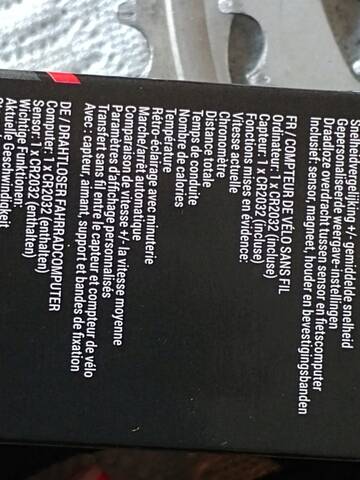 Snelheidsvergelijker +/- gemiddelde snelheid
Gepersonaliseerde weergave-instellingen
Draadloze overdracht tussen sensor en fietscomputer
Inclusief: sensor, magneet, houder en bevestigingsbanden
FR / COMPTEUR DE VÉLO SANS FIL
Ordinateur: 1 x CR2032 (incluse)
Capteur: 1 x CR2032 (incluse)
Fonctions mises en évidence:
Vitesse actuelle
Chronomètre
Distance totale
Temps de conduite
Nombre de calories
Température
Rétro-éclairage avec minuterie
Marche/arrêt automatique
Comparaison de vitesse +/- la vitesse moyenne
Paramètres d'affichage personnalisés
Transfert sans fil entre le capteur et compteur de vélo
Avec : capteur, aimant, support et bandes de fixation
DE / DRAHTLOSER FAHRRADCOMPUTER
Computer: 1 x CR2032 (enthalten)
Sensor: 1 x CR2032 (enthalten)
Wichtige Funktionen:
Aktuelle Geschwindigkeit